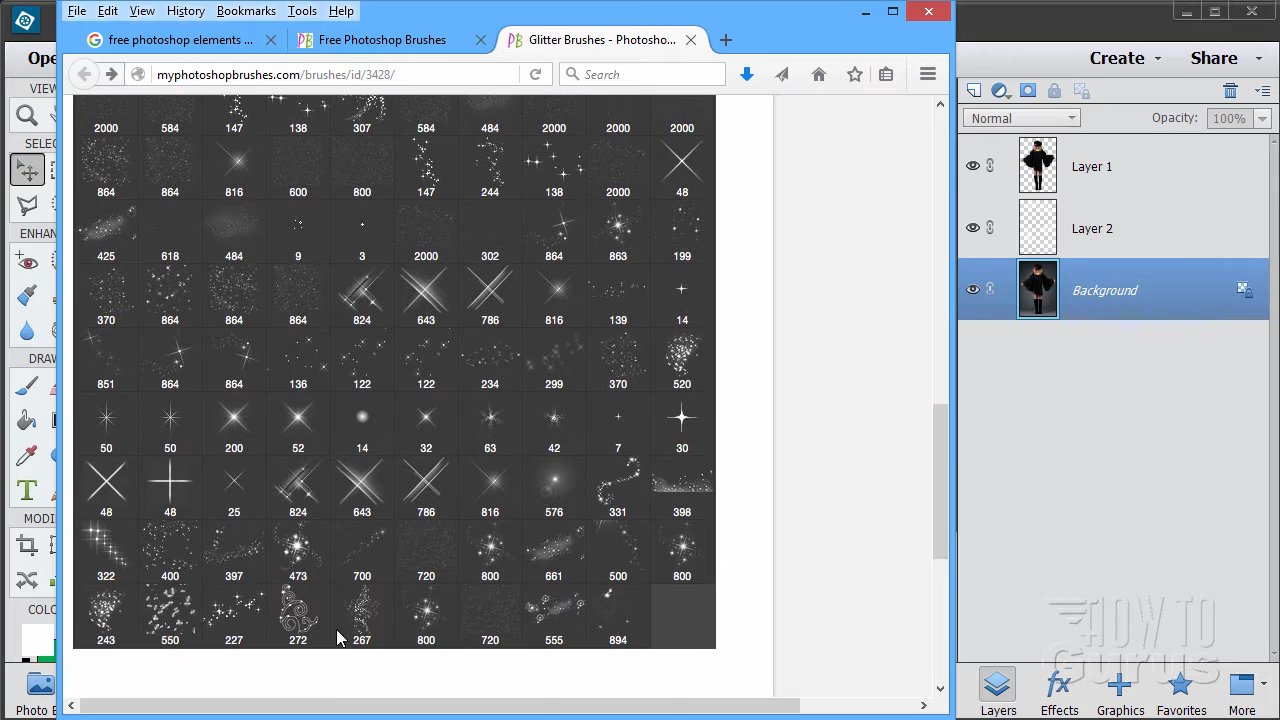 File Edit View History Bookmarks Tools Help
free photoshop elements ...
Free Photoshop Brushes
Glitter Brushes - Photosho...
myphotoshopbrushes.com/brushes/id/3428/
Search
Ope
Create
Share
VIEW
SELEC
ENHAN
DRAW
MODI
COLO
Photo B
Normal
Opacity: 100%
Layer 1
Layer 2
Background
2000 584 147 138 307 584 484 2000 2000 2000
864 864 816 600 800 147 244 138 2000 48
425 618 484 9 3 2000 302 864 863 199
370 864 864 864 824 643 786 816 139 14
851 864 864 136 122 122 234 299 370 520
50 50 200 52 14 32 63 42 7 30
48 48 25 824 643 786 816 576 331 398
322 400 397 473 700 720 800 661 500 800
243 550 227 272 267 800 720 555 894
HOW TO
Gurus
Layers
Effects
Graphics
Favorites
More